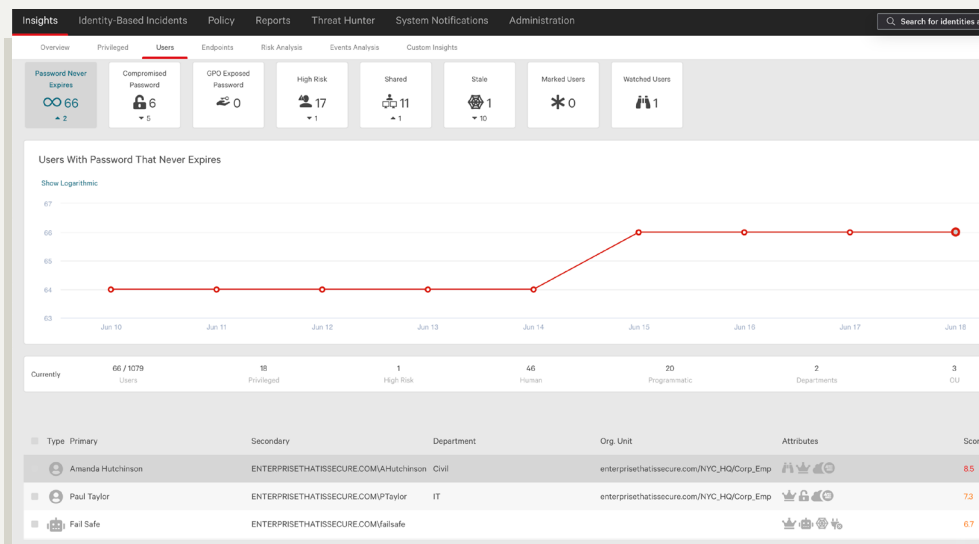 Insights Identity-Based Incidents Policy Reports Threat Hunter System Notifications Administration Search for identities a
Overview Privileged Users Endpoints Risk Analysis Events Analysis Custom Insights
Password Never Expires
66
2
Compromised Password
6
5
GPO Exposed Password
0
High Risk
17
1
Shared
11
1
Stale
1
10
Marked Users
0
Watched Users
1
Users With Password That Never Expires
Show Logarithmic
67
66
65
64
63
Jun 10 Jun 11 Jun 12 Jun 13 Jun 14 Jun 15 Jun 16 Jun 17 Jun 18
Currently
66 / 1079 18 1 46 20 2 3
Users Privileged High Risk Human Programmatic Departments OU
Type Primary Secondary Department Org. Unit Attributes Scor
Amanda Hutchinson ENTERPRISETHATISSECURE.COM\AHutchinson Civil enterprisethatissecure.com/NYC_HQ/Corp_Emp 8.5
Paul Taylor ENTERPRISETHATISSECURE.COM\PTaylor IT enterprisethatissecure.com/NYC_HQ/Corp_Emp 7.3
Fail Safe ENTERPRISETHATISSECURE.COM\failsafe 6.7